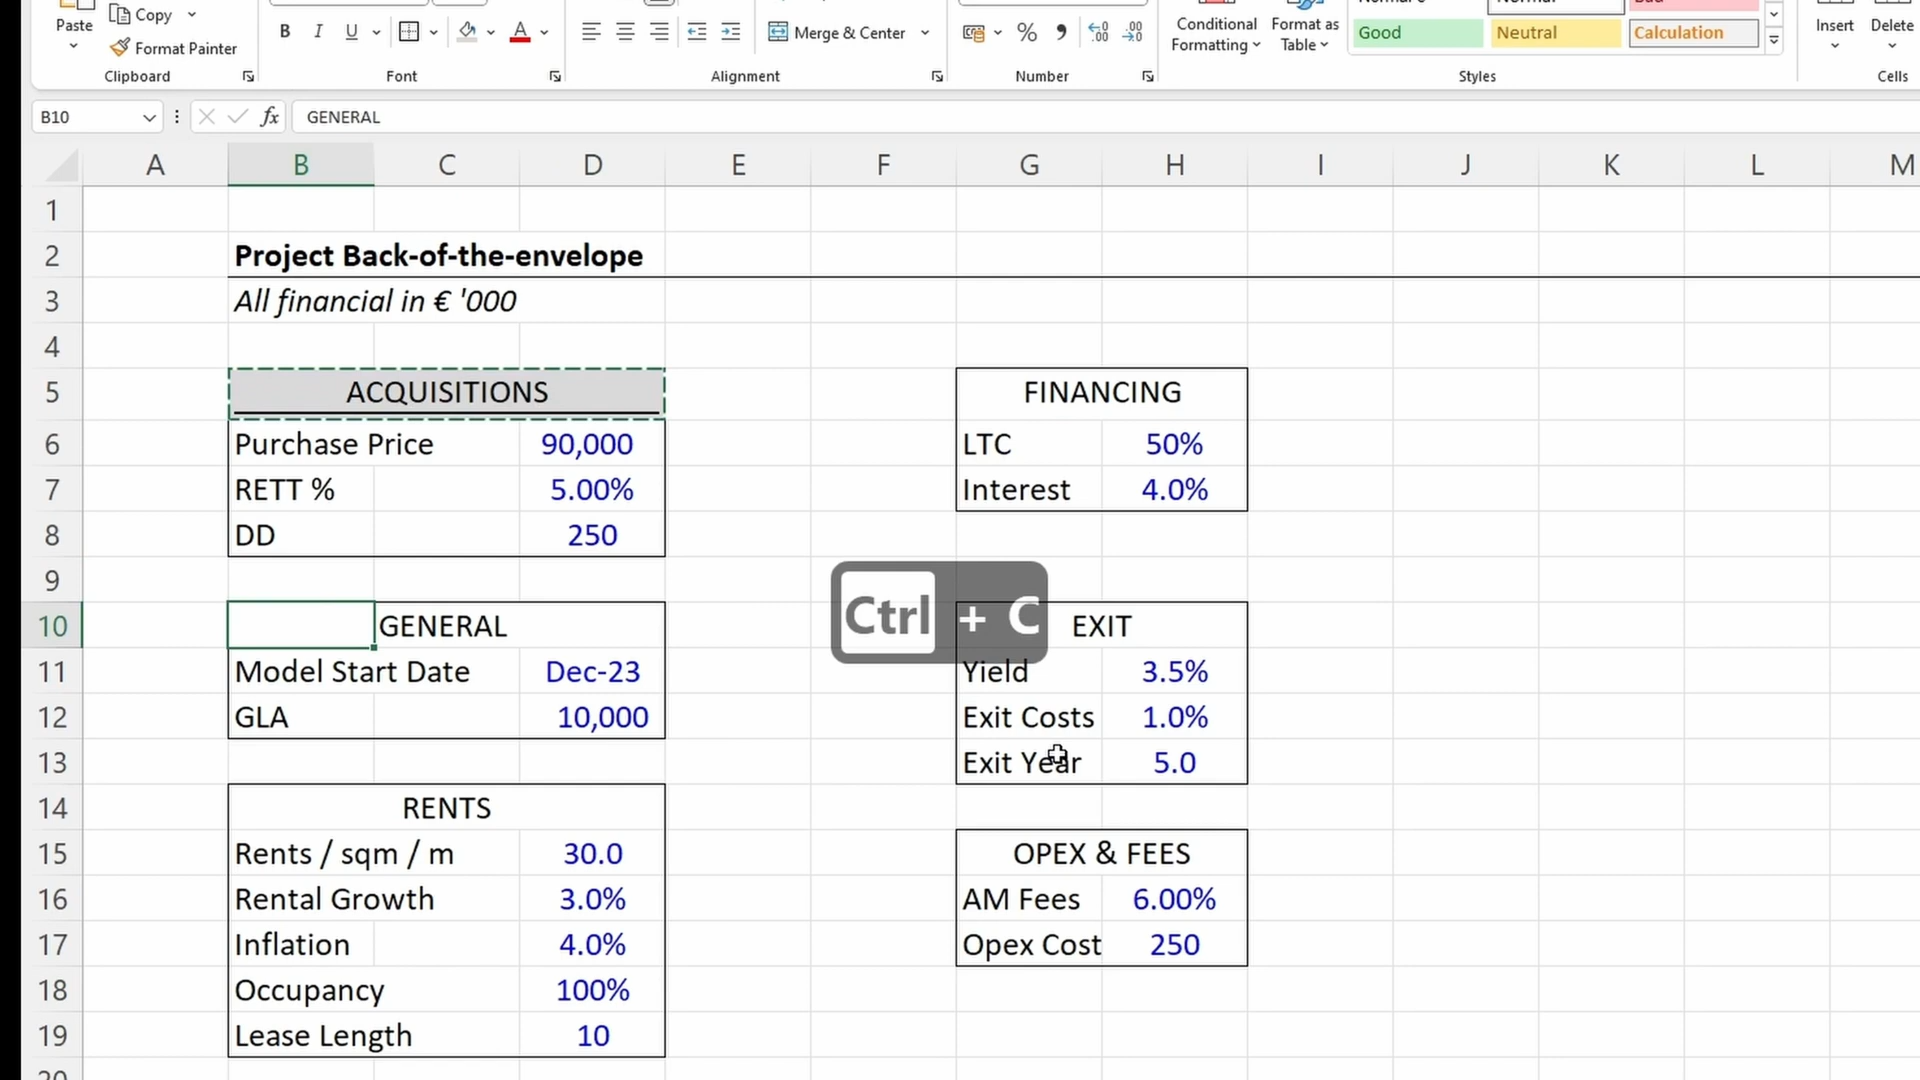 Paste
Copy
Format Painter
Clipboard
B I U A
Font
Merge & Center
Alignment
% 
Number
Conditional Formatting
Format as Table
Good
Neutral
Calculation
Styles
Insert
Delete
Cells
B10
fx
GENERAL
A B C D E F G H I J K L M
1
2 Project Back-of-the-envelope
3 All financial in € '000
4
5 ACQUISITIONS FINANCING
6 Purchase Price 90,000 LTC 50%
7 RETT % 5.00% Interest 4.0%
8 DD 250
9
10 GENERAL EXIT
Ctrl + C
11 Model Start Date Dec-23 Yield 3.5%
12 GLA 10,000 Exit Costs 1.0%
13 Exit Year 5.0
14 RENTS
15 Rents / sqm / m 30.0 OPEX & FEES
16 Rental Growth 3.0% AM Fees 6.00%
17 Inflation 4.0% Opex Cost 250
18 Occupancy 100%
19 Lease Length 10